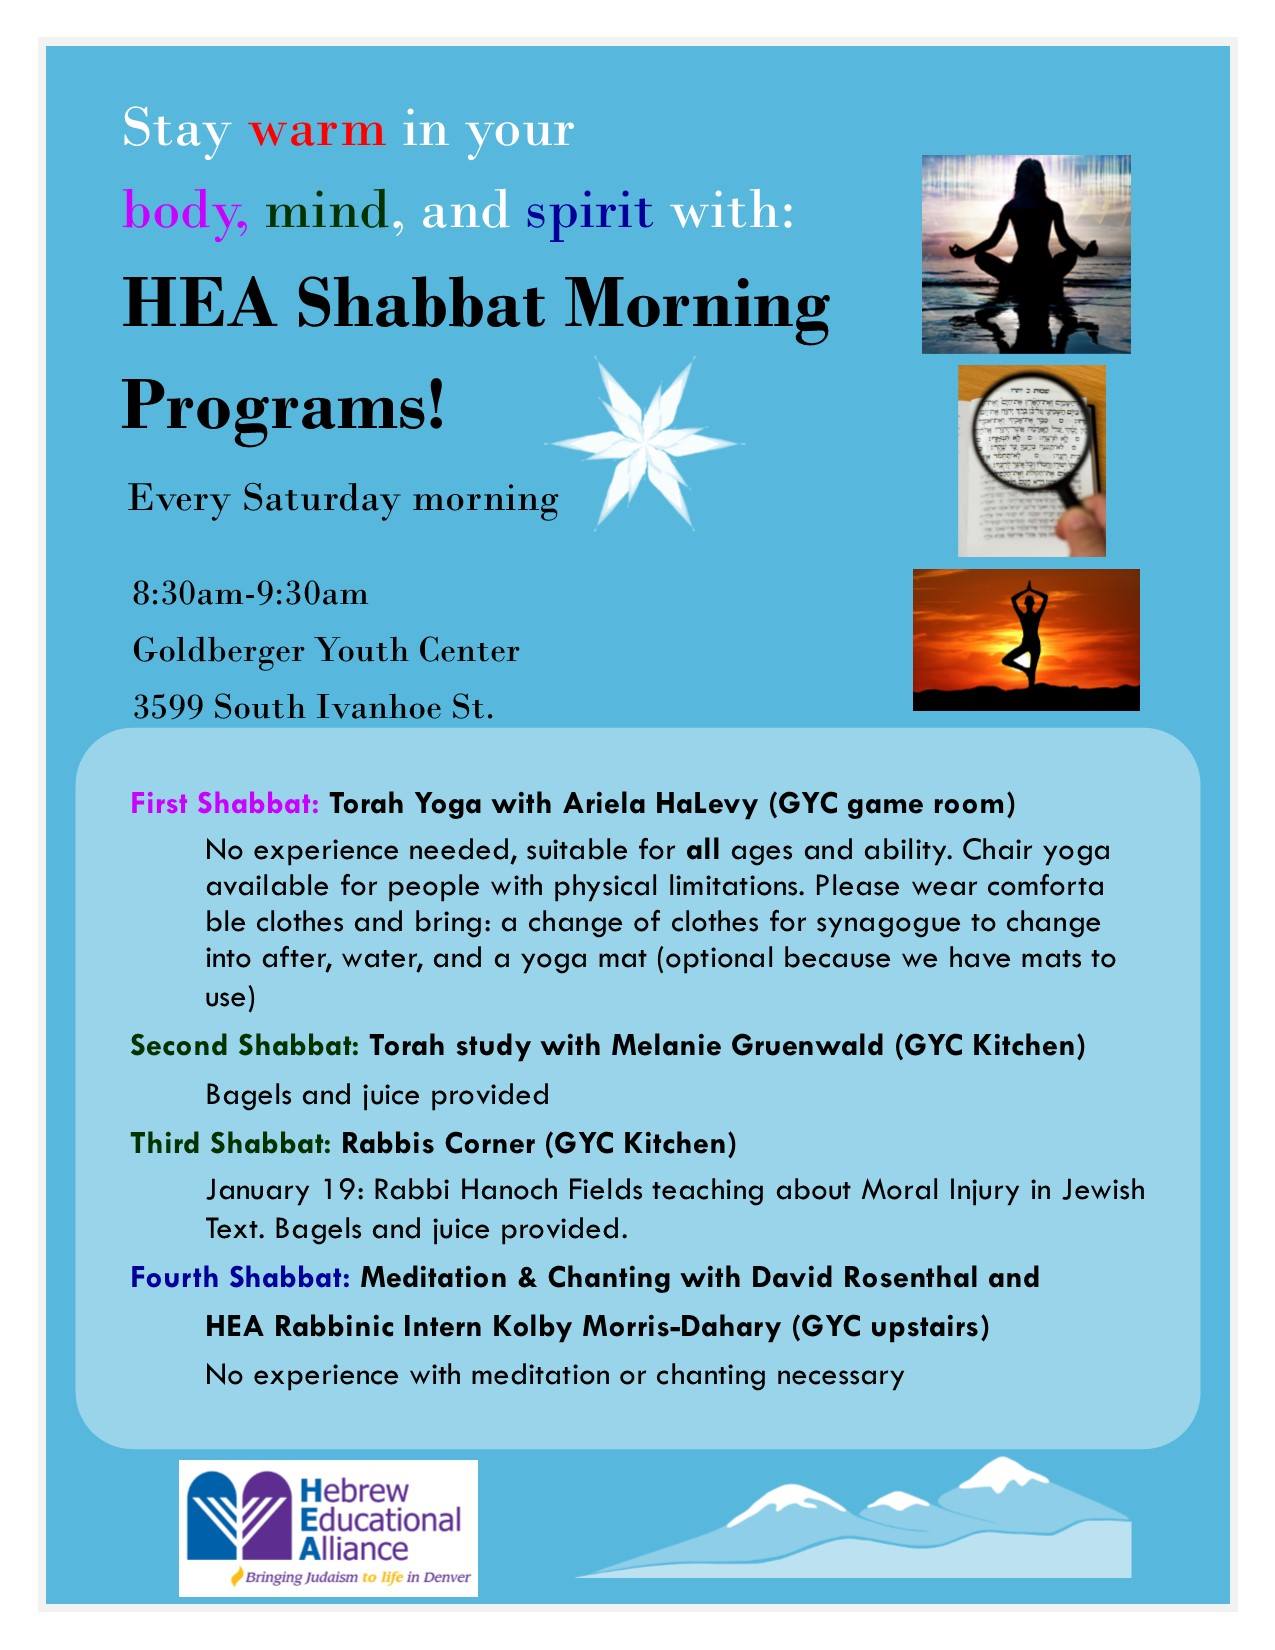 Stay warm in your
body, mind, and spirit with:
HEA Shabbat Morning
Programs!
Every Saturday morning
8:30am-9:30am
Goldberger Youth Center
3599 South Ivanhoe St.
First Shabbat: Torah Yoga with Ariela HaLevy (GYC game room)
No experience needed, suitable for all ages and ability. Chair yoga
available for people with physical limitations. Please wear comforta
ble clothes and bring: a change of clothes for synagogue to change
into after, water, and a yoga mat (optional because we have mats to
use)
Second Shabbat: Torah study with Melanie Gruenwald (GYC Kitchen)
Bagels and juice provided
Third Shabbat: Rabbis Corner (GYC Kitchen)
January 19: Rabbi Hanoch Fields teaching about Moral Injury in Jewish
Text. Bagels and juice provided.
Fourth Shabbat: Meditation & Chanting with David Rosenthal and
HEA Rabbinic Intern Kolby Morris-Dahary (GYC upstairs)
No experience with meditation or chanting necessary
Hebrew
Educational
Alliance
Bringing Judaism to life in Denver